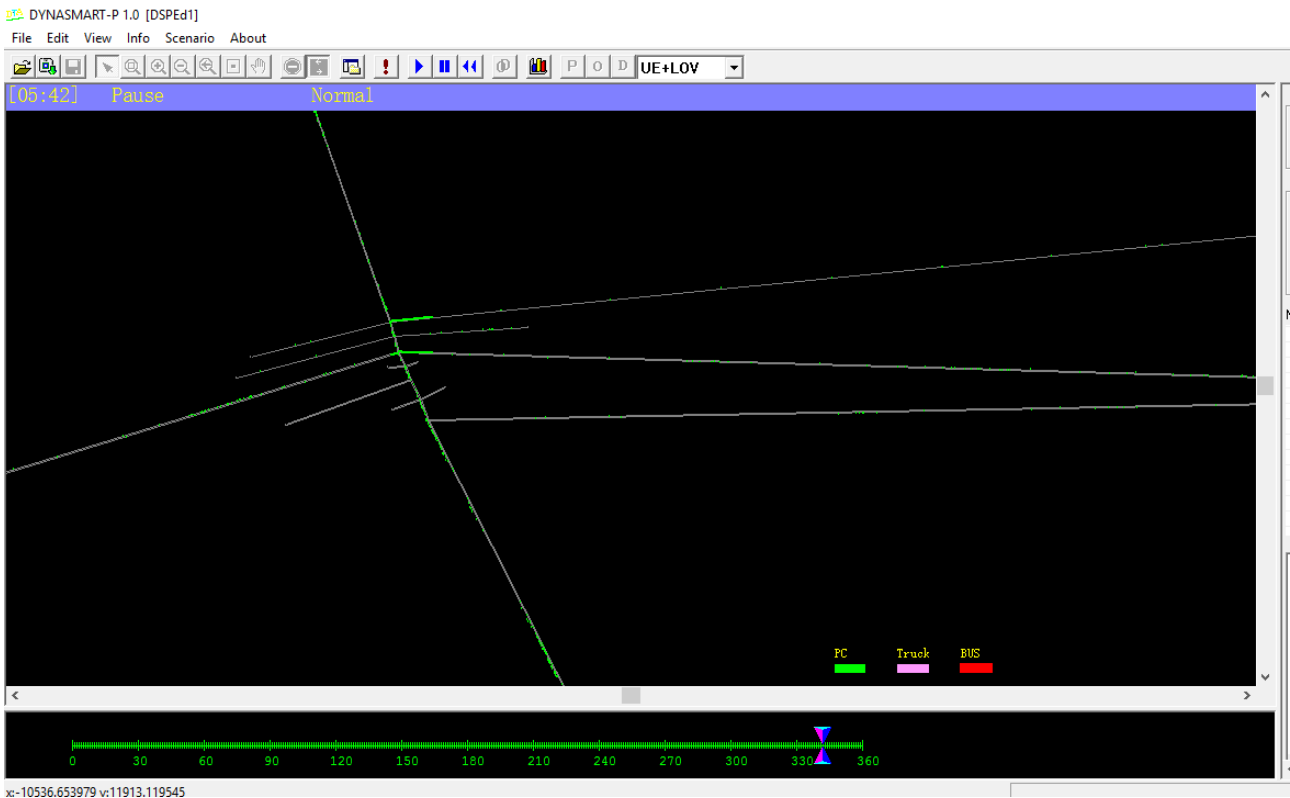 DYNASMART-P 1.0 [DSPEd1]
File Edit View Info Scenario About
P O D UE+LOV
[05:42] Pause Normal
PC Truck BUS
0 30 60 90 120 150 180 210 240 270 300 330 360
x:-10536.653979 y:11913.119545